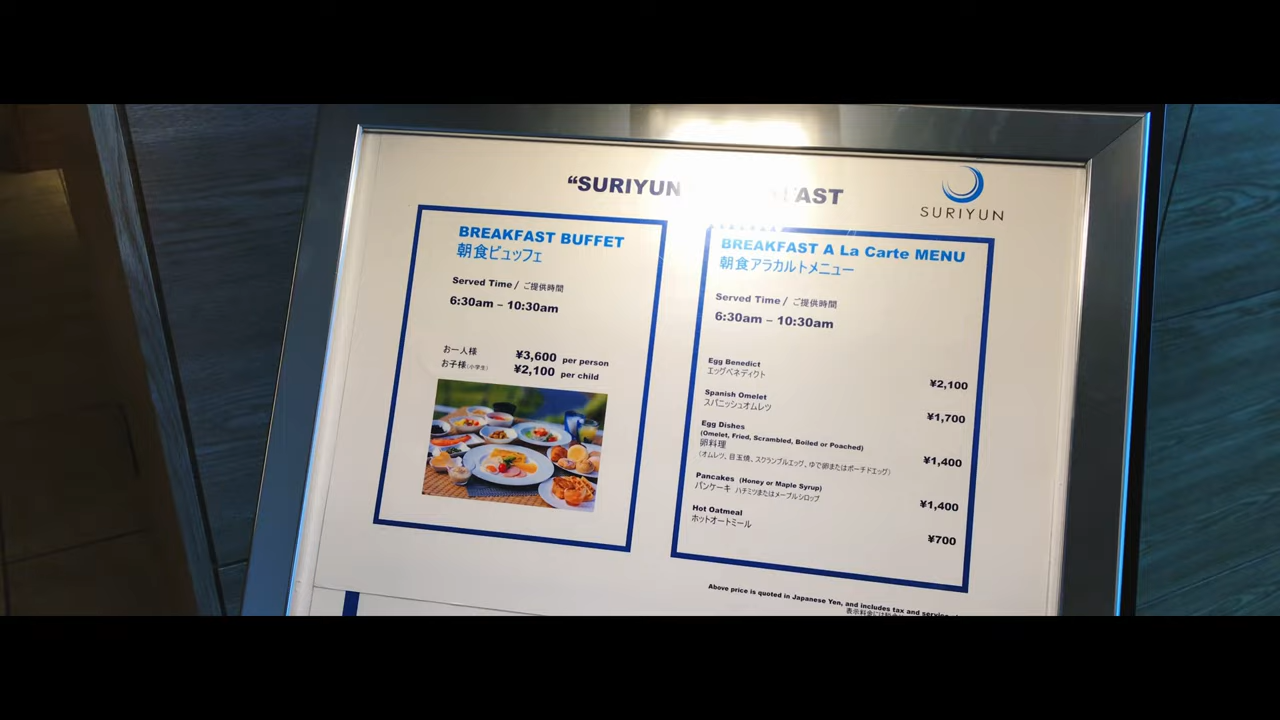 “SURIYUN
AST
SURIYUN
BREAKFAST BUFFET
朝食ビュッフェ
Served Time / ご提供時間
6:30am – 10:30am
お一人様 ¥3,600 per person
お子様(小学生) ¥2,100 per child
BREAKFAST A La Carte MENU
朝食アラカルトメニュー
Served Time / ご提供時間
6:30am – 10:30am
Egg Benedict
エッグベネディクト ¥2,100
Spanish Omelet
スパニッシュオムレツ ¥1,700
Egg Dishes
(Omelet, Fried, Scrambled, Boiled or Poached)
卵料理 ¥1,400
(オムレツ、目玉焼、スクランブルエッグ、ゆで卵またはポーチドエッグ)
Pancakes (Honey or Maple Syrup)
パンケーキ ハチミツまたはメープルシロップ ¥1,400
Hot Oatmeal
ホットオートミール ¥700
Above price is quoted in Japanese Yen, and includes tax and service